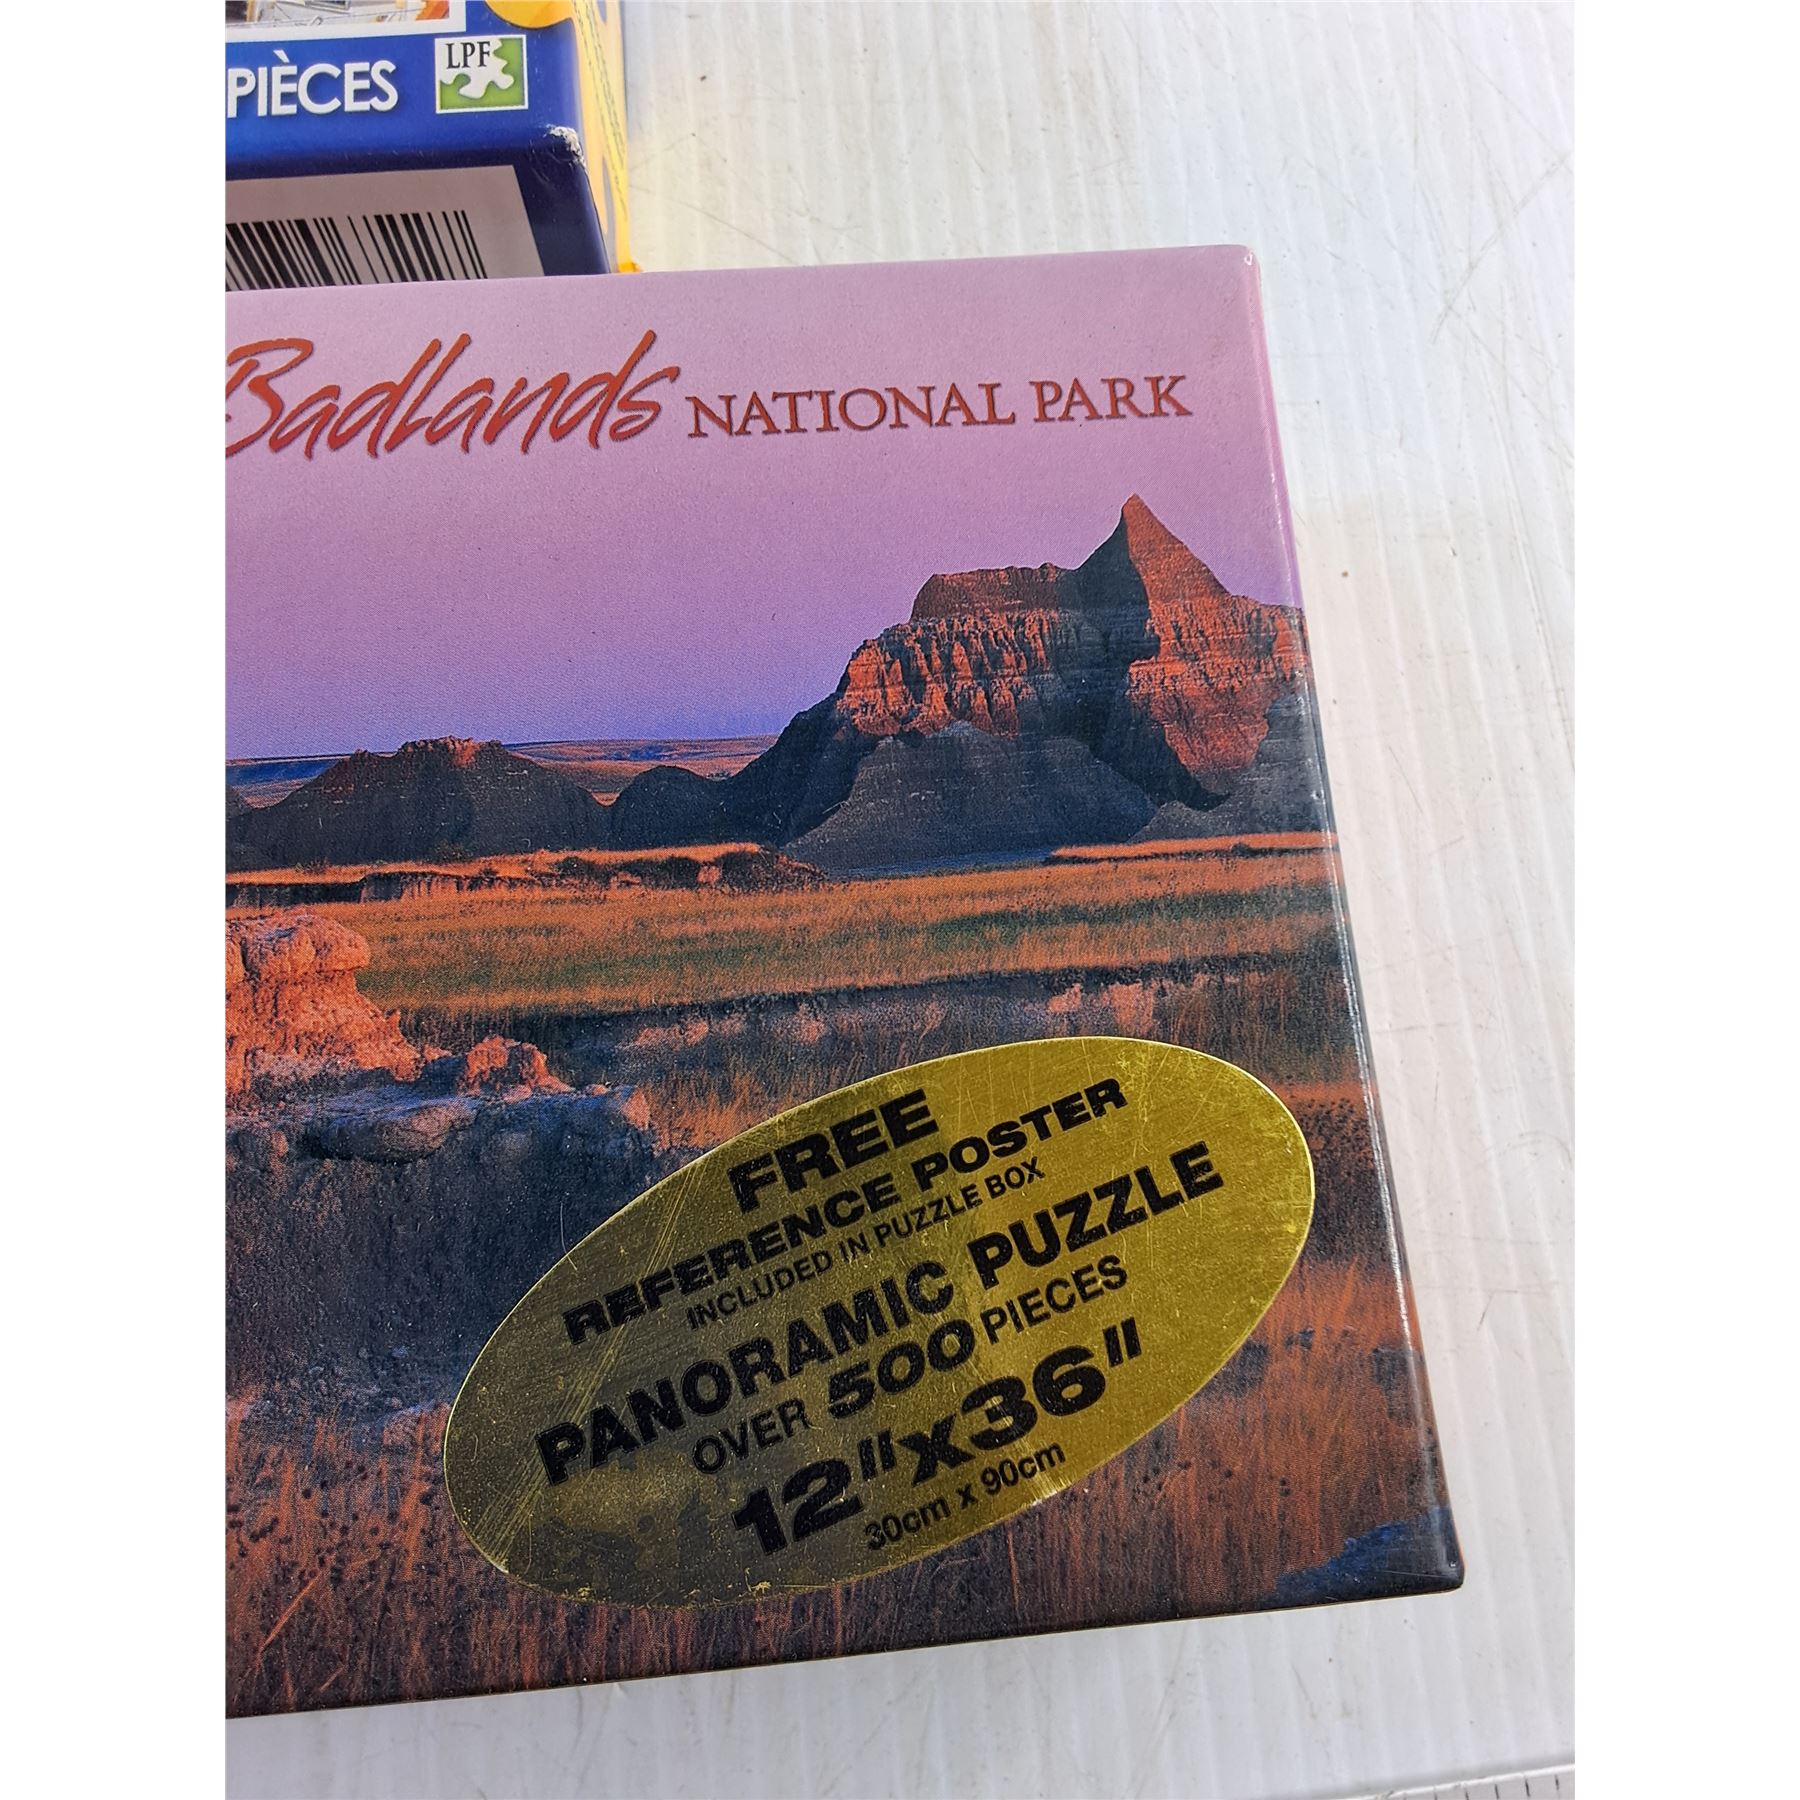 PIÈCES
LPF
Badlands NATIONAL PARK
FREE
REFERENCE POSTER
INCLUDED IN PUZZLE BOX
PANORAMIC PUZZLE
OVER 500 PIECES
12"x36"
30cm x 90cm